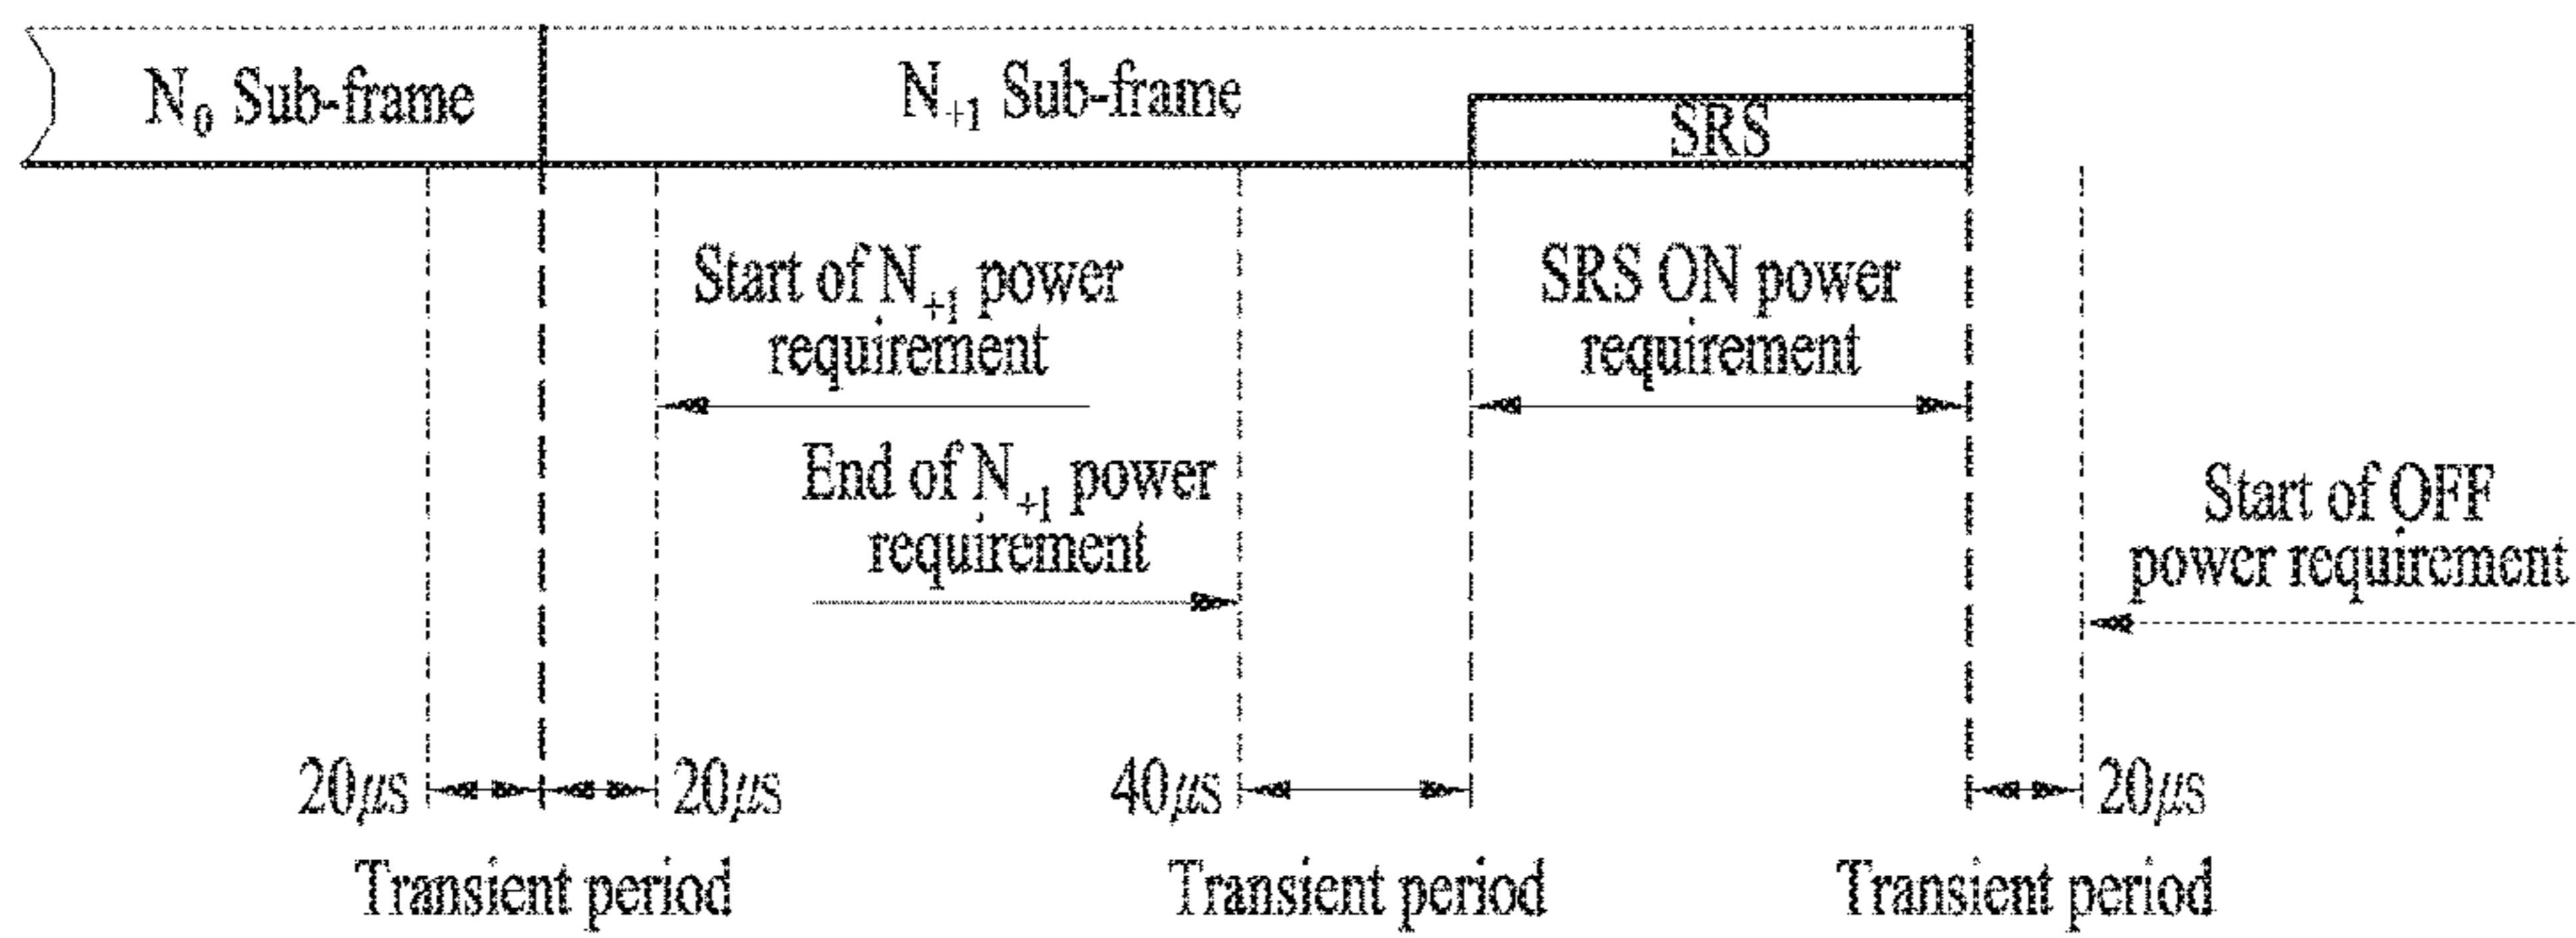 N₀ Sub-frame
N₊₁ Sub-frame
SRS
Start of N₊₁ power
requirement
SRS ON power
requirement
End of N₊₁ power
requirement
Start of OFF
power requirement
20μs
20μs
40μs
20μs
Transient period
Transient period
Transient period